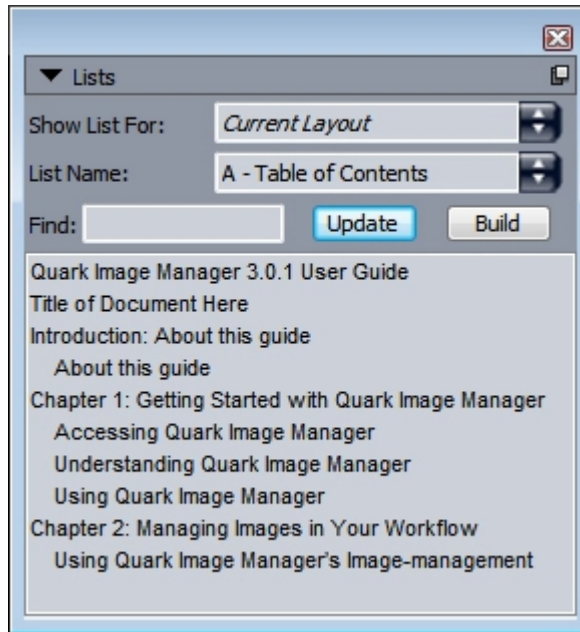 Lists
Show List For: Current Layout
List Name: A - Table of Contents
Find: Update Build
Quark Image Manager 3.0.1 User Guide
Title of Document Here
Introduction: About this guide
About this guide
Chapter 1: Getting Started with Quark Image Manager
Accessing Quark Image Manager
Understanding Quark Image Manager
Using Quark Image Manager
Chapter 2: Managing Images in Your Workflow
Using Quark Image Manager's Image-management